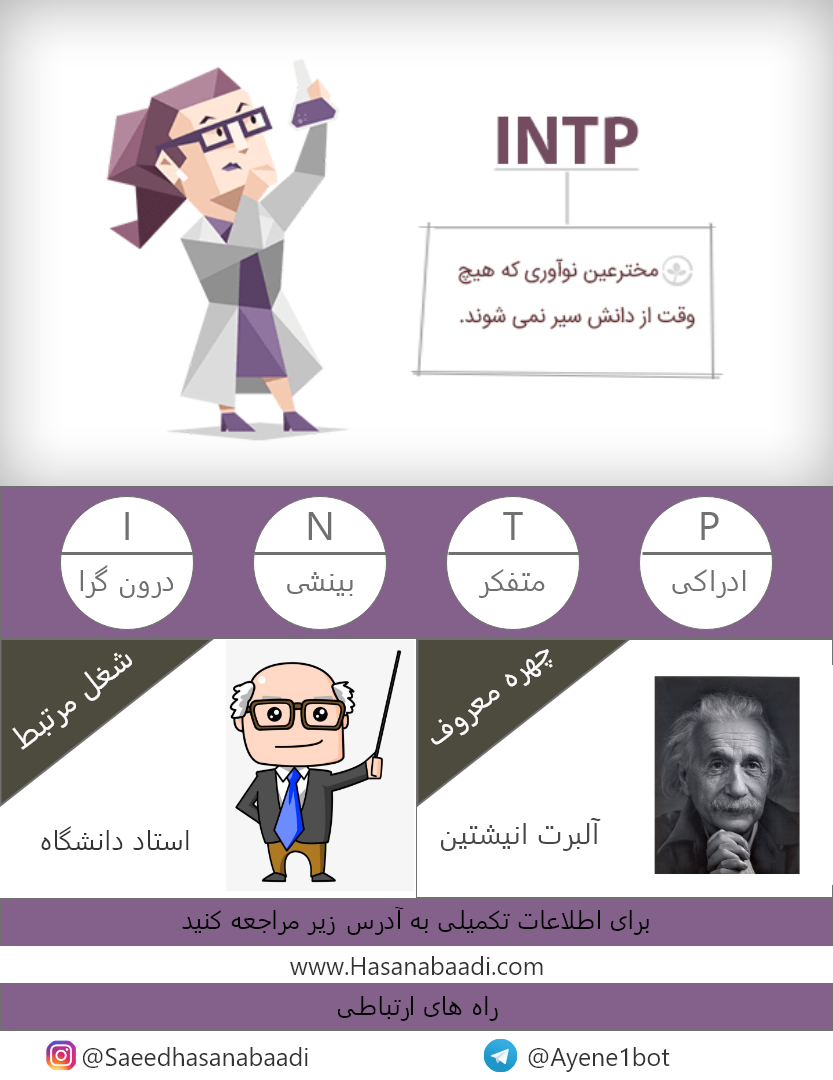 INTP
مخترعین نوآوری که هیچ
وقت از دانش سیر نمی شوند.
I
N
T
P
درون گرا
بینشی
متفکر
ادراکی
شغل مرتبط
استاد دانشگاه
چهره معروف
آلبرت انیشتین
برای اطلاعات تکمیلی به آدرس زیر مراجعه کنید
www.Hasanabaadi.com
راه های ارتباطی
@Saeedhasanabaadi
@Ayene1bot